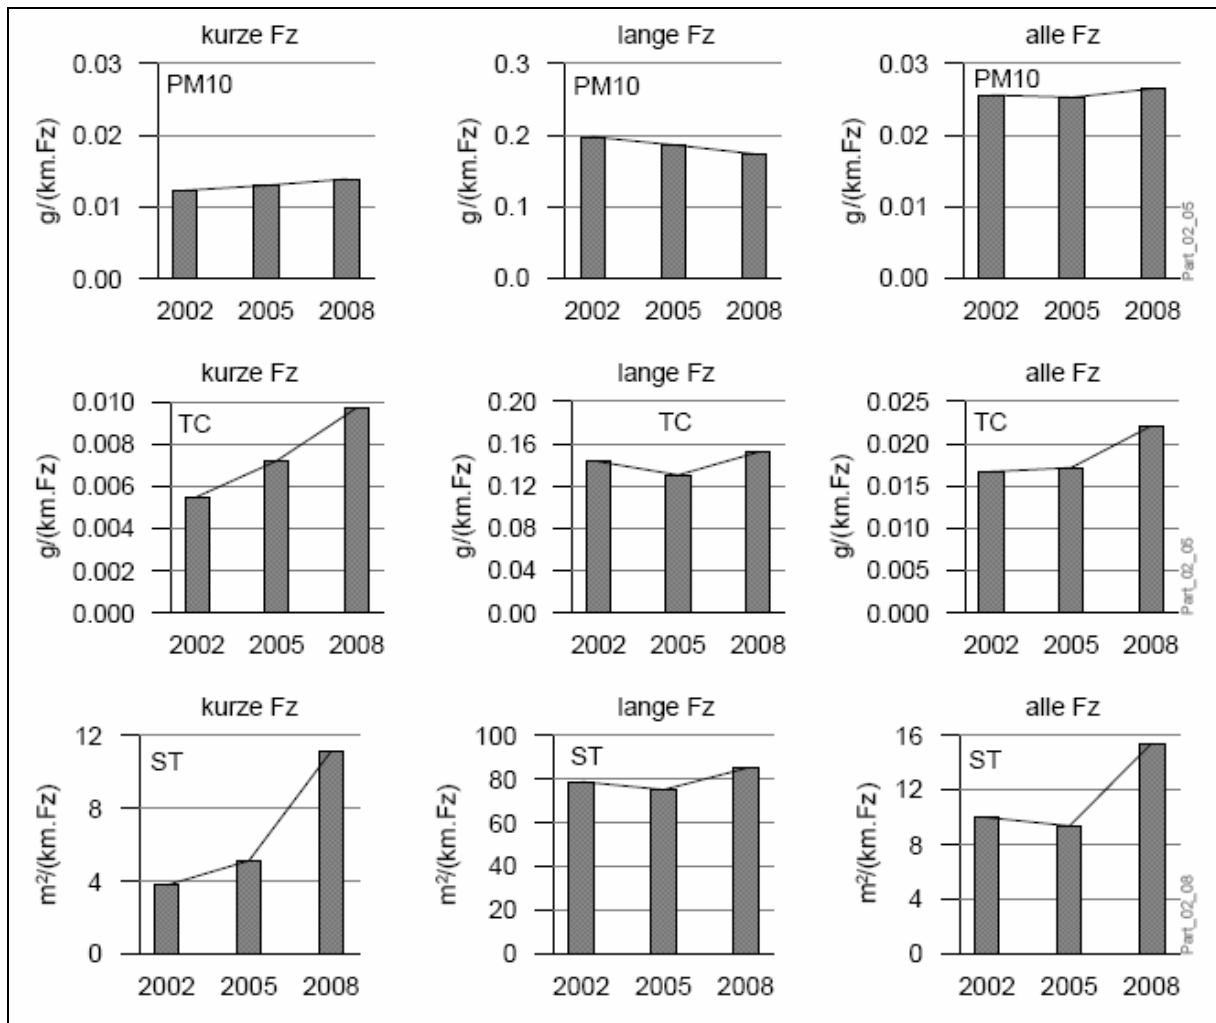 kurze Fz
0.03
PM10
0.02
g/(km.Fz)
0.01
0.00
2002 2005 2008
lange Fz
0.3
PM10
0.2
g/(km.Fz)
0.1
0.0
2002 2005 2008
alle Fz
0.03
PM10
0.02
g/(km.Fz)
0.01
0.00
2002 2005 2008
Part_02_05
kurze Fz
0.010
TC
0.008
0.006
g/(km.Fz)
0.004
0.002
0.000
2002 2005 2008
lange Fz
0.20
TC
0.16
0.12
g/(km.Fz)
0.08
0.04
0.00
2002 2005 2008
alle Fz
0.025
TC
0.020
0.015
g/(km.Fz)
0.010
0.005
0.000
2002 2005 2008
Part_02_05
kurze Fz
12
ST
8
m²/(km.Fz)
4
0
2002 2005 2008
lange Fz
100
ST
80
60
m²/(km.Fz)
40
20
0
2002 2005 2008
alle Fz
16
ST
12
m²/(km.Fz)
8
4
0
2002 2005 2008
Part_02_08